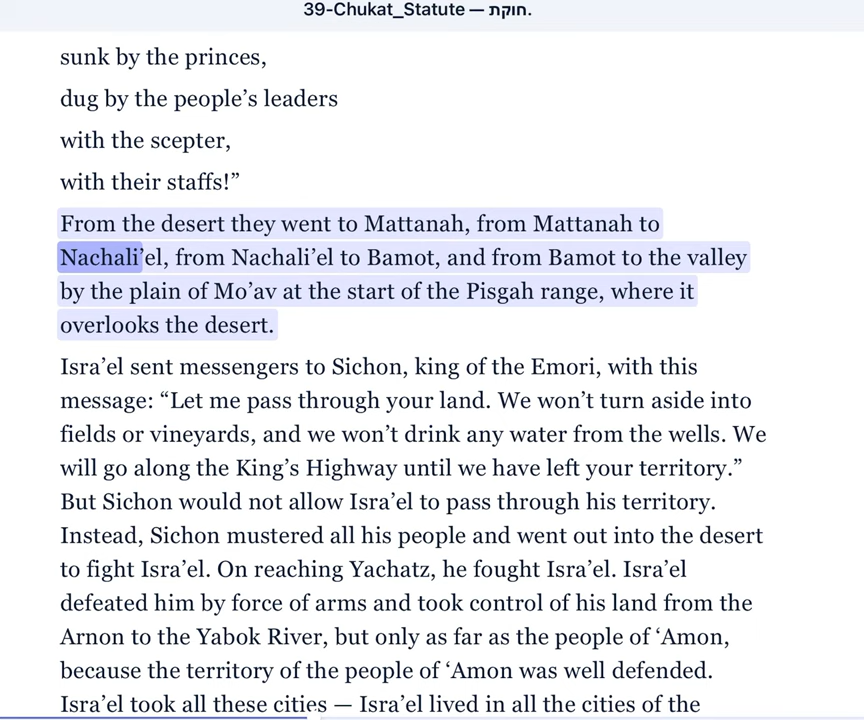 39-Chukat_Statute — חוקת.
sunk by the princes,
dug by the people’s leaders
with the scepter,
with their staffs!”
From the desert they went to Mattanah, from Mattanah to
Nachali’el, from Nachali’el to Bamot, and from Bamot to the valley
by the plain of Mo’av at the start of the Pisgah range, where it
overlooks the desert.
Isra’el sent messengers to Sichon, king of the Emori, with this
message: “Let me pass through your land. We won’t turn aside into
fields or vineyards, and we won’t drink any water from the wells. We
will go along the King’s Highway until we have left your territory.”
But Sichon would not allow Isra’el to pass through his territory.
Instead, Sichon mustered all his people and went out into the desert
to fight Isra’el. On reaching Yachatz, he fought Isra’el. Isra’el
defeated him by force of arms and took control of his land from the
Arnon to the Yabok River, but only as far as the people of ‘Amon,
because the territory of the people of ‘Amon was well defended.
Isra’el took all these cities — Isra’el lived in all the cities of the